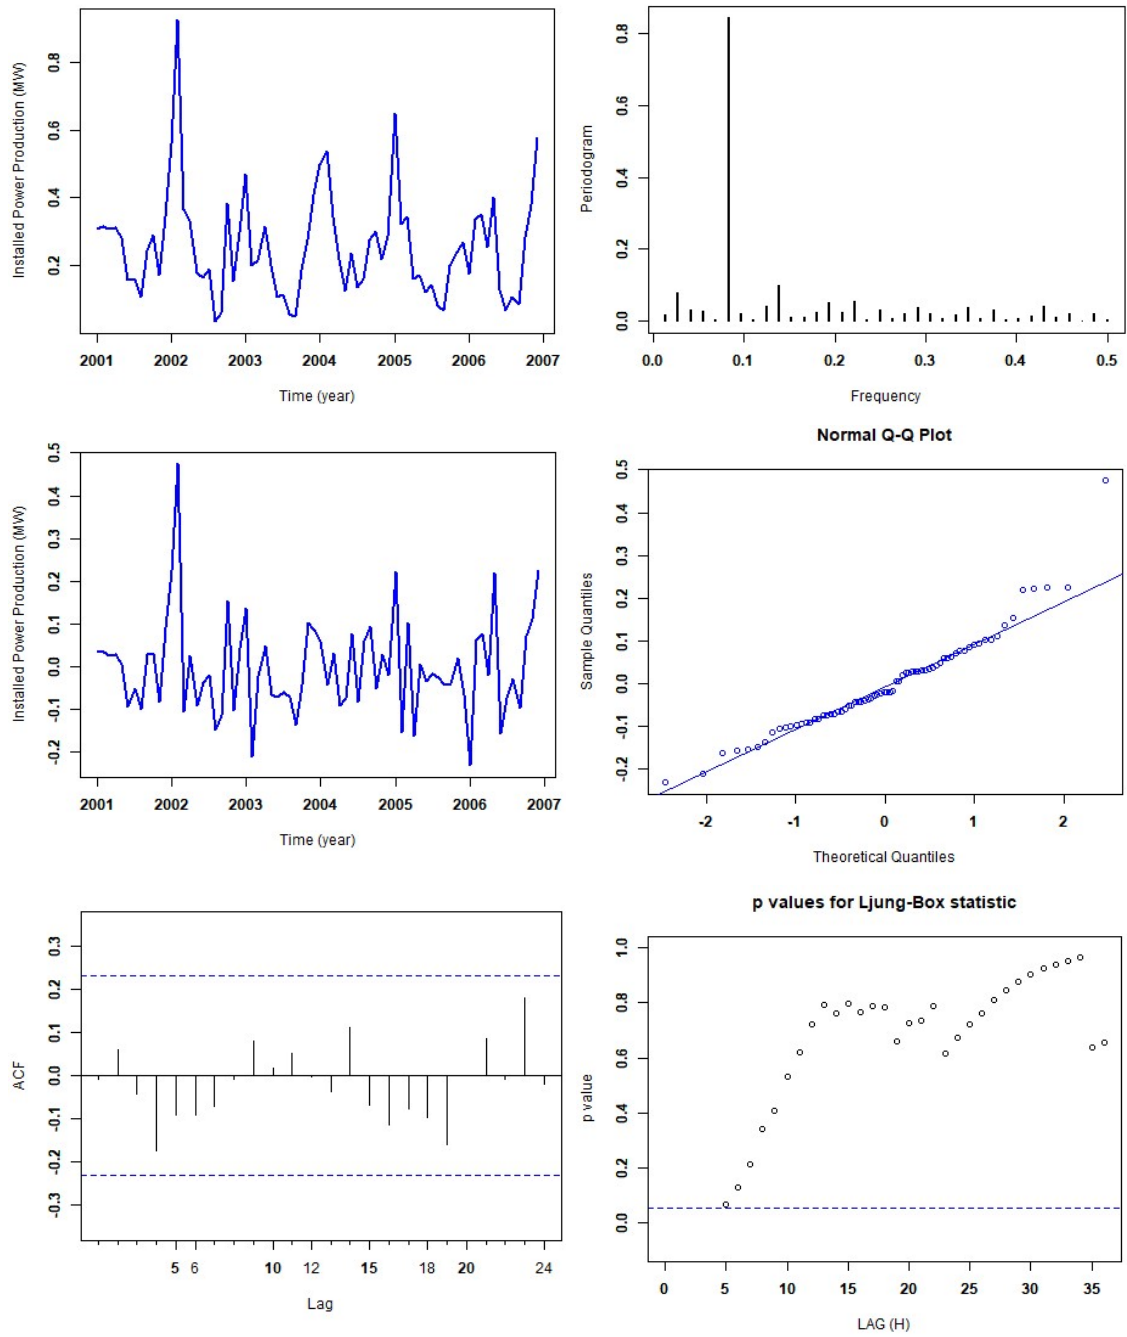 Installed Power Production (MW)
0.8
0.6
0.4
0.2
2001 2002 2003 2004 2005 2006 2007
Time (year)
Periodogram
0.8
0.6
0.4
0.2
0.0
0.0 0.1 0.2 0.3 0.4 0.5
Frequency
Installed Power Production (MW)
0.5
0.4
0.3
0.2
0.1
0.0
-0.1
-0.2
2001 2002 2003 2004 2005 2006 2007
Time (year)
Normal Q-Q Plot
Sample Quantiles
0.5
0.4
0.3
0.2
0.1
0.0
-0.1
-0.2
-2 -1 0 1 2
Theoretical Quantiles
ACF
0.3
0.2
0.1
0.0
-0.1
-0.2
-0.3
5 6 10 12 15 18 20 24
Lag
p values for Ljung-Box statistic
p value
1.0
0.8
0.6
0.4
0.2
0.0
0 5 10 15 20 25 30 35
LAG (H)